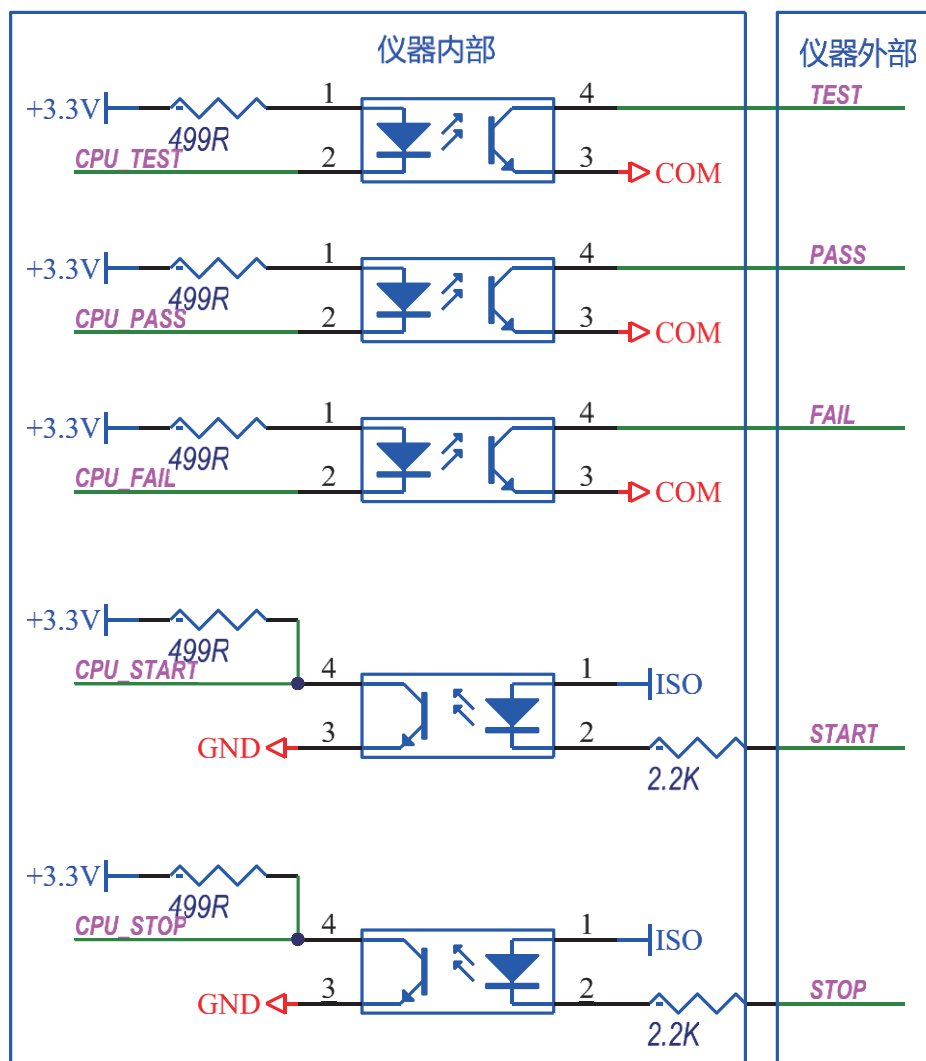 仪器内部 仪器外部
+3.3V 499R 1 4 TEST
CPU_TEST 2 3 COM
+3.3V 499R 1 4 PASS
CPU_PASS 2 3 COM
+3.3V 499R 1 4 FAIL
CPU_FAIL 2 3 COM
+3.3V 499R
CPU_START 4 1 ISO
GND 3 2 2.2K START
+3.3V 499R
CPU_STOP 4 1 ISO
GND 3 2 2.2K STOP